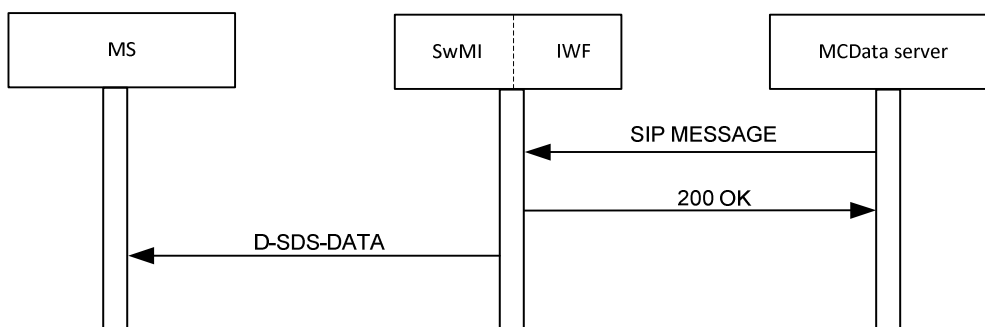 MS
SwMI
IWF
MCData server
SIP MESSAGE
200 OK
D-SDS-DATA